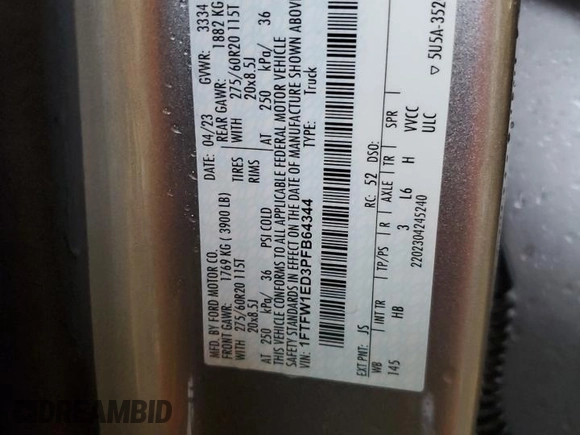 MFD. BY FORD MOTOR CO.
DATE: 04/23 GVWR: 3334
FRONT GAWR: 1769 KG ( 3900 LB) REAR GAWR: 1882 KG
WITH 275/60R20 115T TIRES WITH 275/60R20 115T
20x8.5J RIMS 20x8.5J
AT 250 kPa/ 36 PSI COLD AT 250 kPa/ 36
THIS VEHICLE CONFORMS TO ALL APPLICABLE FEDERAL MOTOR VEHICLE
SAFETY STANDARDS IN EFFECT ON THE DATE OF MANUFACTURE SHOWN ABOVE
VIN: 1FTFW1ED3PFB64344 TYPE: Truck
EXT PNT: JS RC: 52 DSO:
WB INT TR TP/PS R AXLE TR SPR
145 HB 3 L6 H VVCC
2202304245240 ULC
5U5A-352
DREAMBID